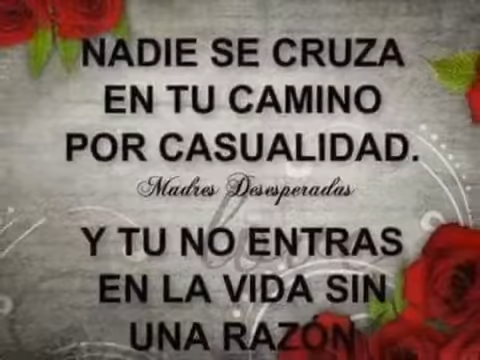 NADIE SE CRUZA
EN TU CAMINO
POR CASUALIDAD.
Madres Desesperadas
Y TU NO ENTRAS
EN LA VIDA SIN
UNA RAZÓN